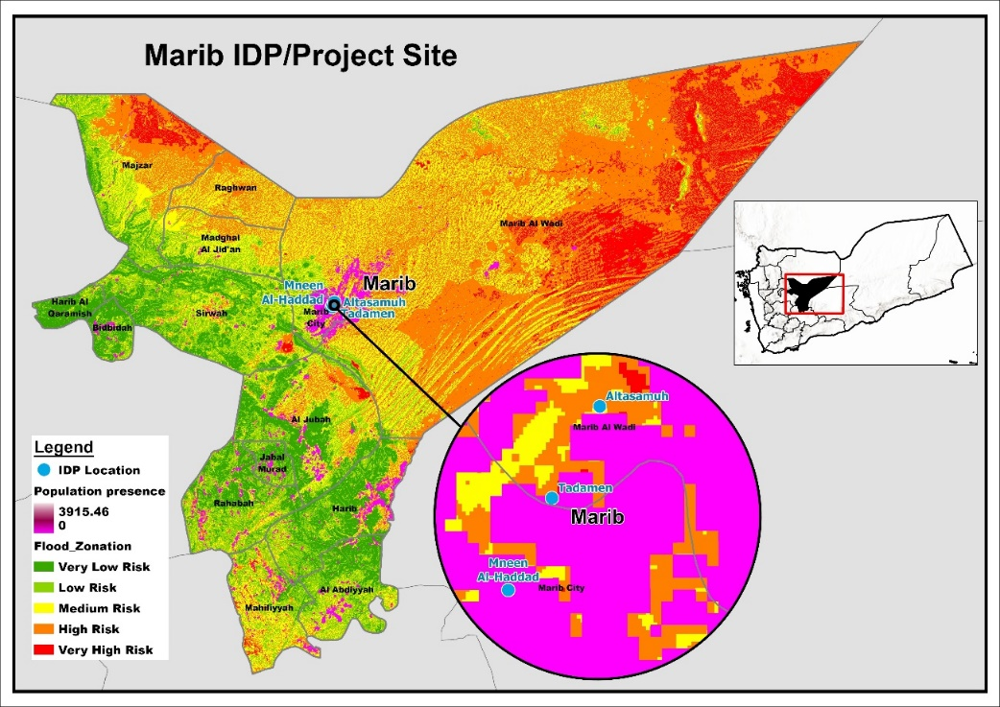 Marib IDP/Project Site
Majzar
Raghwan
Madghal
Al Jid'an
Marib Al Wadi
Mneen
Al-Haddad
Marib
Altasamuh
Tadamen
Marib
City
Harib Al
Qaramish
Bidbidah
Sirwah
Al Jubah
Jabal
Murad
Rahabah
Harib
Mahiliyyah
Al Abdiyyah
Altasamuh
Marib Al Wadi
Tadamen
Marib
Mneen
Al-Haddad
Marib City
Legend
IDP Location
Population presence
3915.46
0
Flood_Zonation
Very Low Risk
Low Risk
Medium Risk
High Risk
Very High Risk